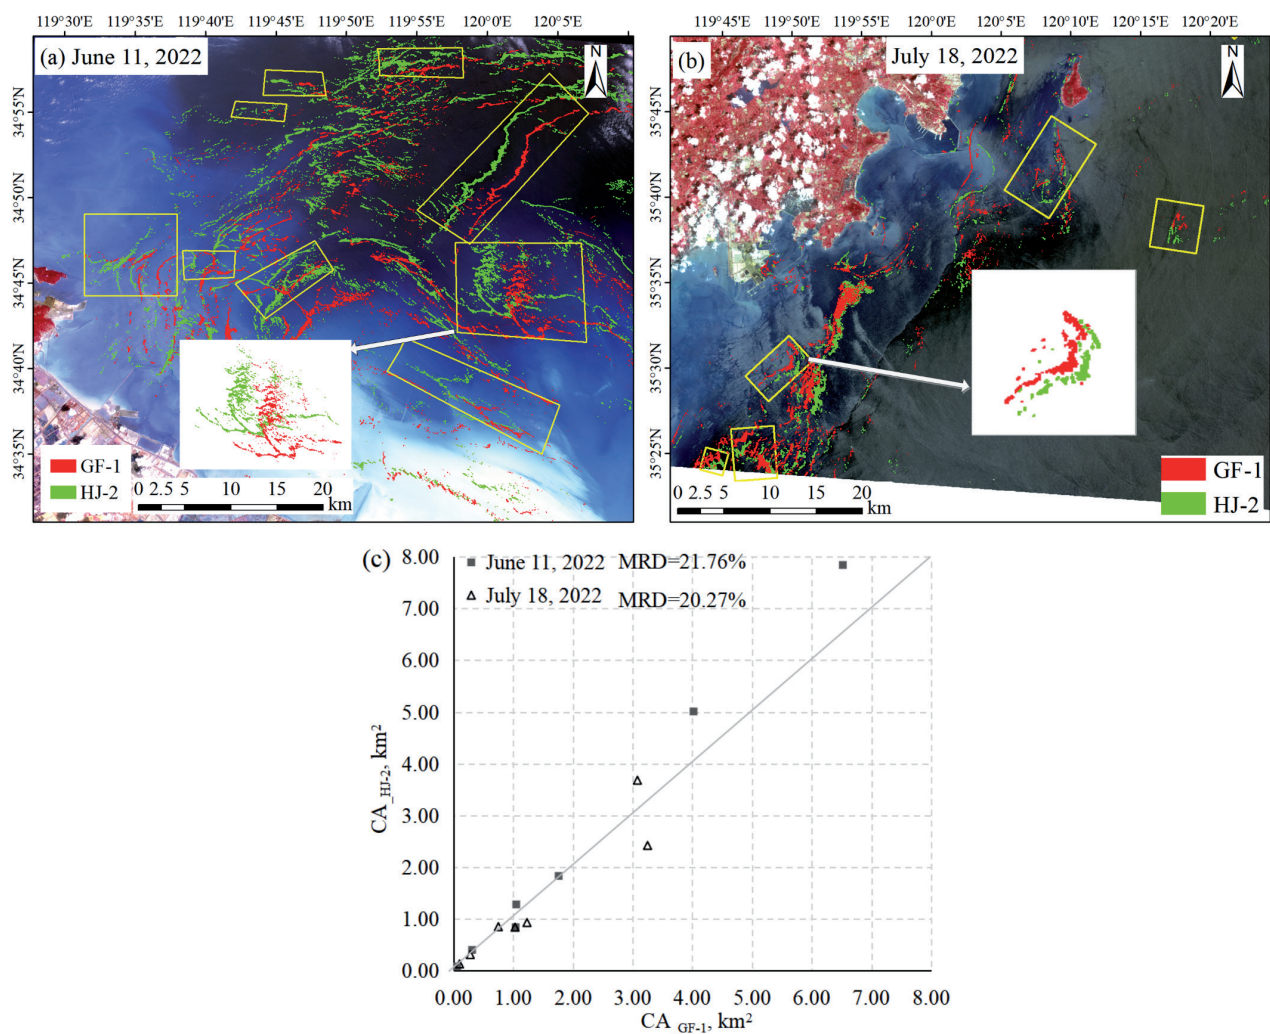 119°30'E 119°35'E 119°40'E 119°45'E 119°50'E 119°55'E 120°0'E 120°5'E
(a) June 11, 2022
N
34°55'N
34°50'N
34°45'N
34°40'N
34°35'N
GF-1
HJ-2
0 2.5 5 10 15 20
km
119°45'E 119°50'E 119°55'E 120°0'E 120°5'E 120°10'E 120°15'E 120°20'E
(b)
July 18, 2022
N
35°45'N
35°40'N
35°35'N
35°30'N
35°25'N
GF-1
HJ-2
0 2.5 5 10 15 20
km
(c)
June 11, 2022 MRD=21.76%
July 18, 2022 MRD=20.27%
8.00
7.00
6.00
5.00
4.00
3.00
2.00
1.00
0.00
CA_HJ-2, km²
0.00 1.00 2.00 3.00 4.00 5.00 6.00 7.00 8.00
CA GF-1, km²